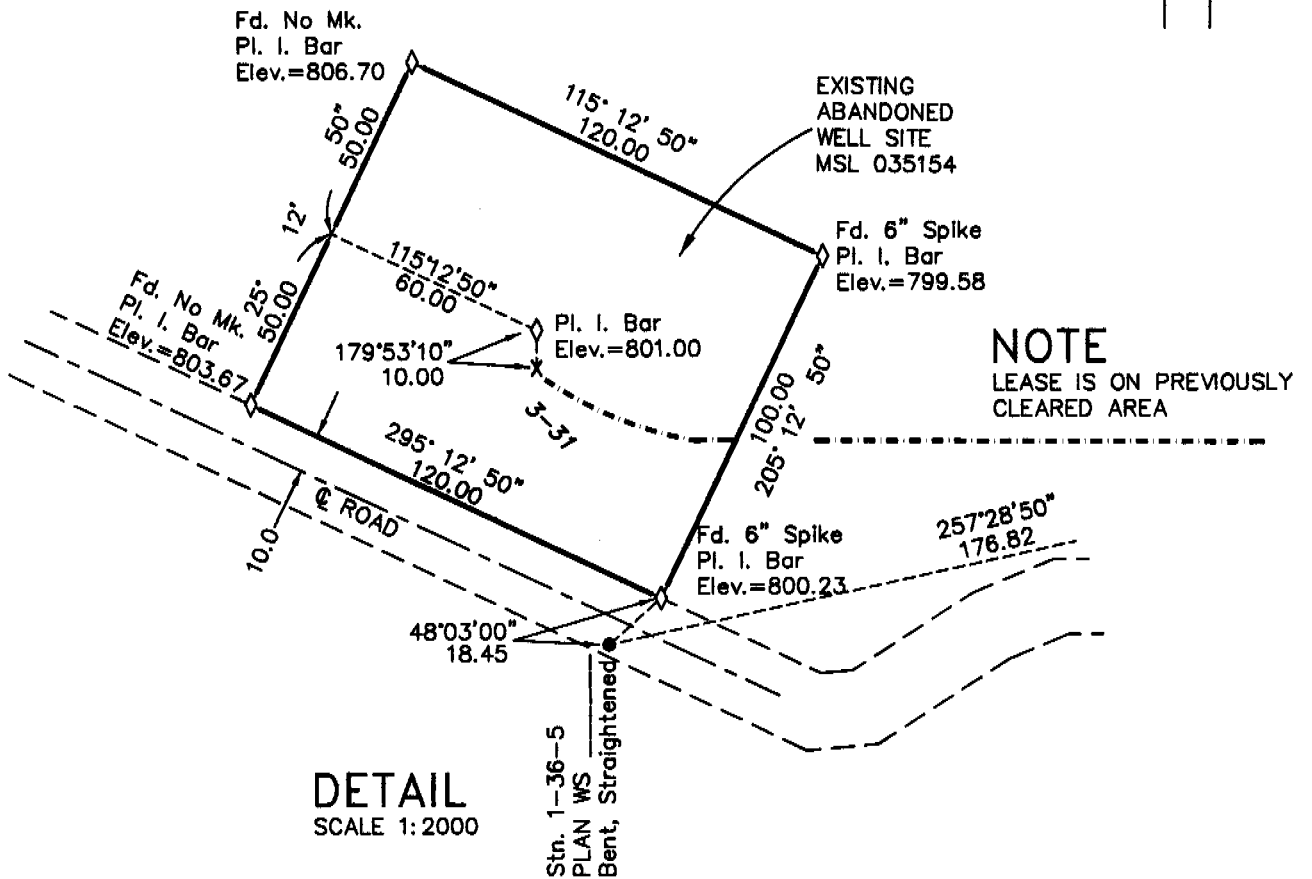 Fd. No Mk.
Pl. I. Bar
Elev.=806.70
115° 12' 50"
120.00
EXISTING
ABANDONED
WELL SITE
MSL 035154
50"
50.00
12'
25°
50.00
115°12'50"
60.00
Fd. 6" Spike
Pl. I. Bar
Elev.=799.58
Fd. No Mk.
Pl. I. Bar
Elev.=803.67
Pl. I. Bar
Elev.=801.00
179°53'10"
10.00
NOTE
LEASE IS ON PREVIOUSLY
CLEARED AREA
3-31
100.00
205° 12' 50"
295° 12' 50"
120.00
℄ ROAD
10.0
257°28'50"
176.82
Fd. 6" Spike
Pl. I. Bar
Elev.=800.23
48°03'00"
18.45
Stn. 1-36-5
PLAN WS
Bent, Straightened
DETAIL
SCALE 1:2000